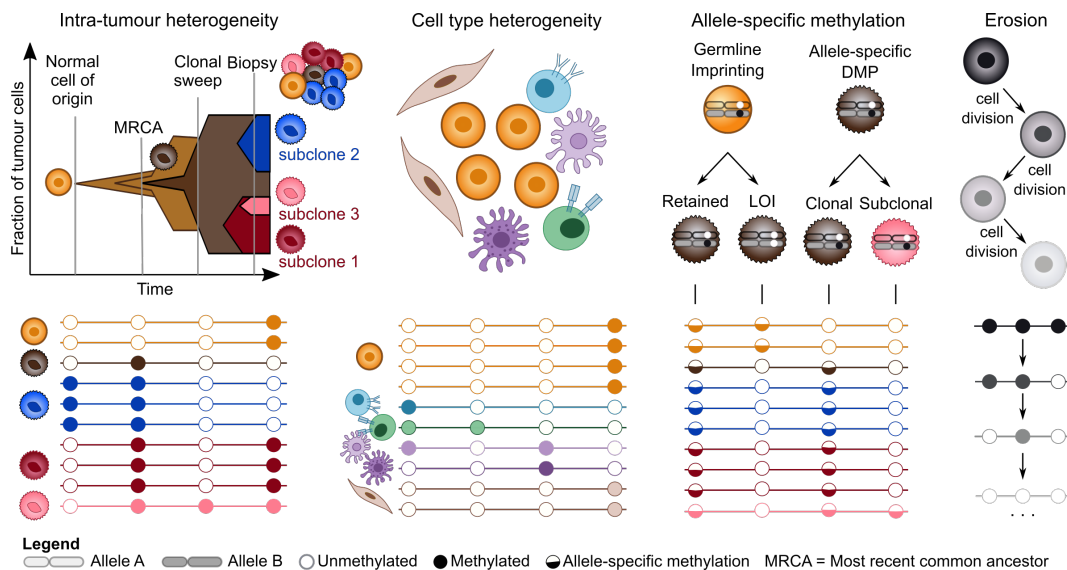 Intra-tumour heterogeneity
Fraction of tumour cells
Normal
cell of
origin
MRCA
Clonal
sweep
Biopsy
subclone 2
subclone 3
subclone 1
Time
Cell type heterogeneity
Allele-specific methylation
Germline
Imprinting
Allele-specific
DMP
Retained
LOI
Clonal
Subclonal
Erosion
cell
division
cell
division
cell
division
. . .
Legend
Allele A
Allele B
Unmethylated
Methylated
Allele-specific methylation
MRCA = Most recent common ancestor